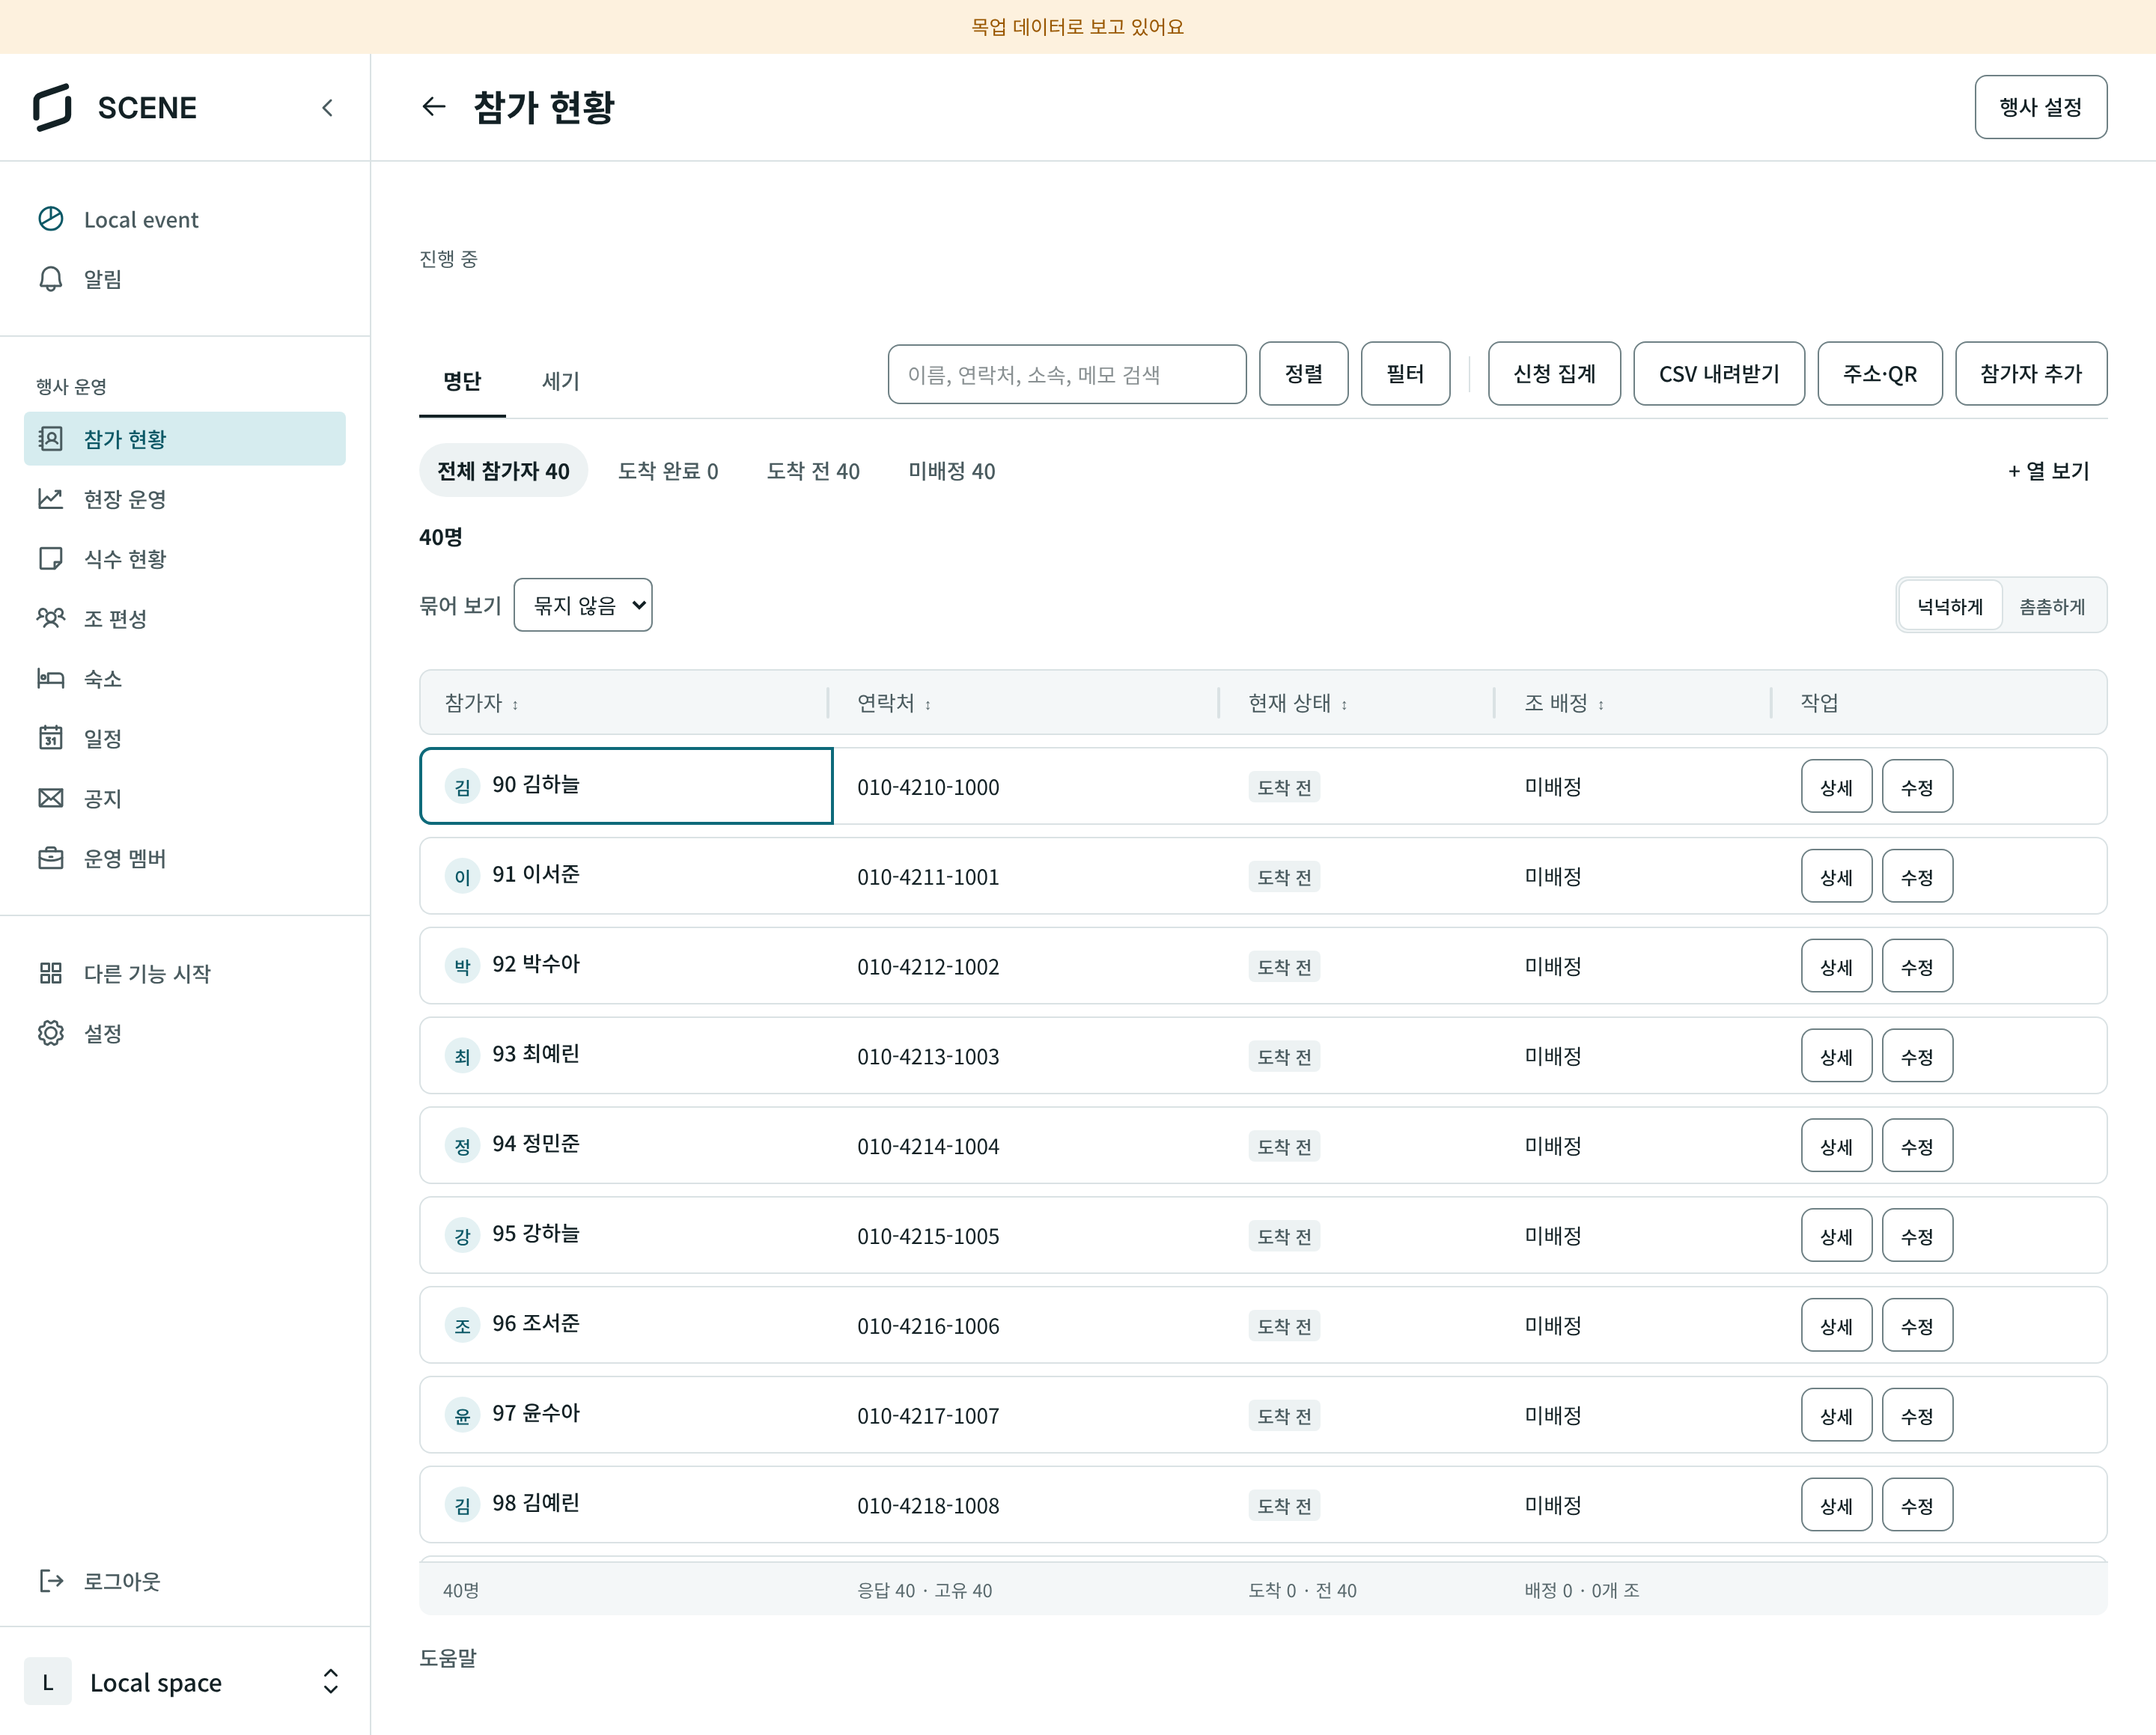 목업 데이터로 보고 있어요
SCENE
참가 현황
행사 설정
Local event
알림
행사 운영
참가 현황
현장 운영
식수 현황
조 편성
숙소
31
일정
공지
운영 멤버
다른 기능 시작
설정
로그아웃
L Local space
진행 중
명단 세기
이름, 연락처, 소속, 메모 검색 정렬 필터 신청 집계 CSV 내려받기 주소·QR 참가자 추가
전체 참가자 40 도착 완료 0 도착 전 40 미배정 40 + 열 보기
40명
묶어 보기 묶지 않음 넉넉하게 촘촘하게
참가자 ↕ 연락처 ↕ 현재 상태 ↕ 조 배정 ↕ 작업
김 90 김하늘 010-4210-1000 도착 전 미배정 상세 수정
이 91 이서준 010-4211-1001 도착 전 미배정 상세 수정
박 92 박수아 010-4212-1002 도착 전 미배정 상세 수정
최 93 최예린 010-4213-1003 도착 전 미배정 상세 수정
정 94 정민준 010-4214-1004 도착 전 미배정 상세 수정
강 95 강하늘 010-4215-1005 도착 전 미배정 상세 수정
조 96 조서준 010-4216-1006 도착 전 미배정 상세 수정
윤 97 윤수아 010-4217-1007 도착 전 미배정 상세 수정
김 98 김예린 010-4218-1008 도착 전 미배정 상세 수정
40명 응답 40 · 고유 40 도착 0 · 전 40 배정 0 · 0개 조
도움말